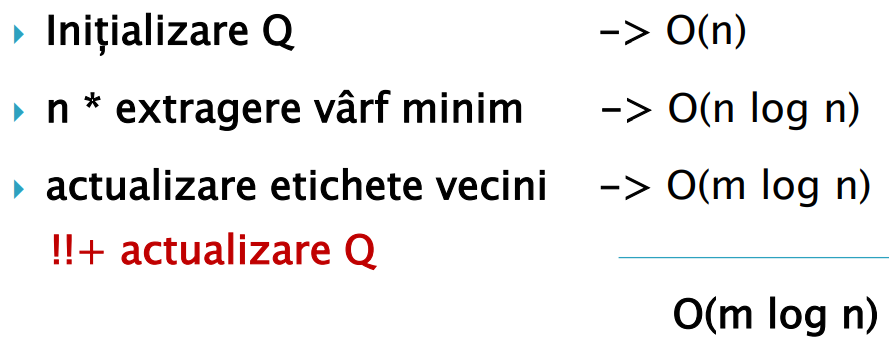 Inițializare Q -> O(n)
n * extragere vârf minim -> O(n log n)
actualizare etichete vecini -> O(m log n)
!!+ actualizare Q
O(m log n)